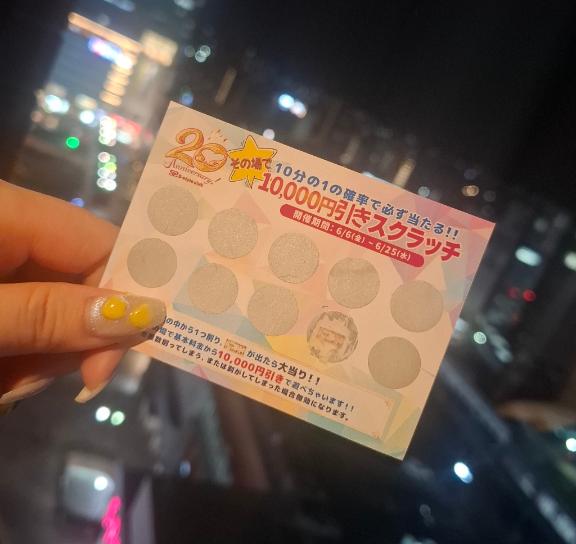 20
Anniversary
その場で
10分の1の確率で必ず当たる!!
10,000円引きスクラッチ
開催期間:6/6(金)~6/25(水)
の中から1つ削り、 が出たら大当り!!
場で基本料金から10,000円引きで遊べちゃいます!!
削ってしまう、または剥がしてしまった場合無効になります。